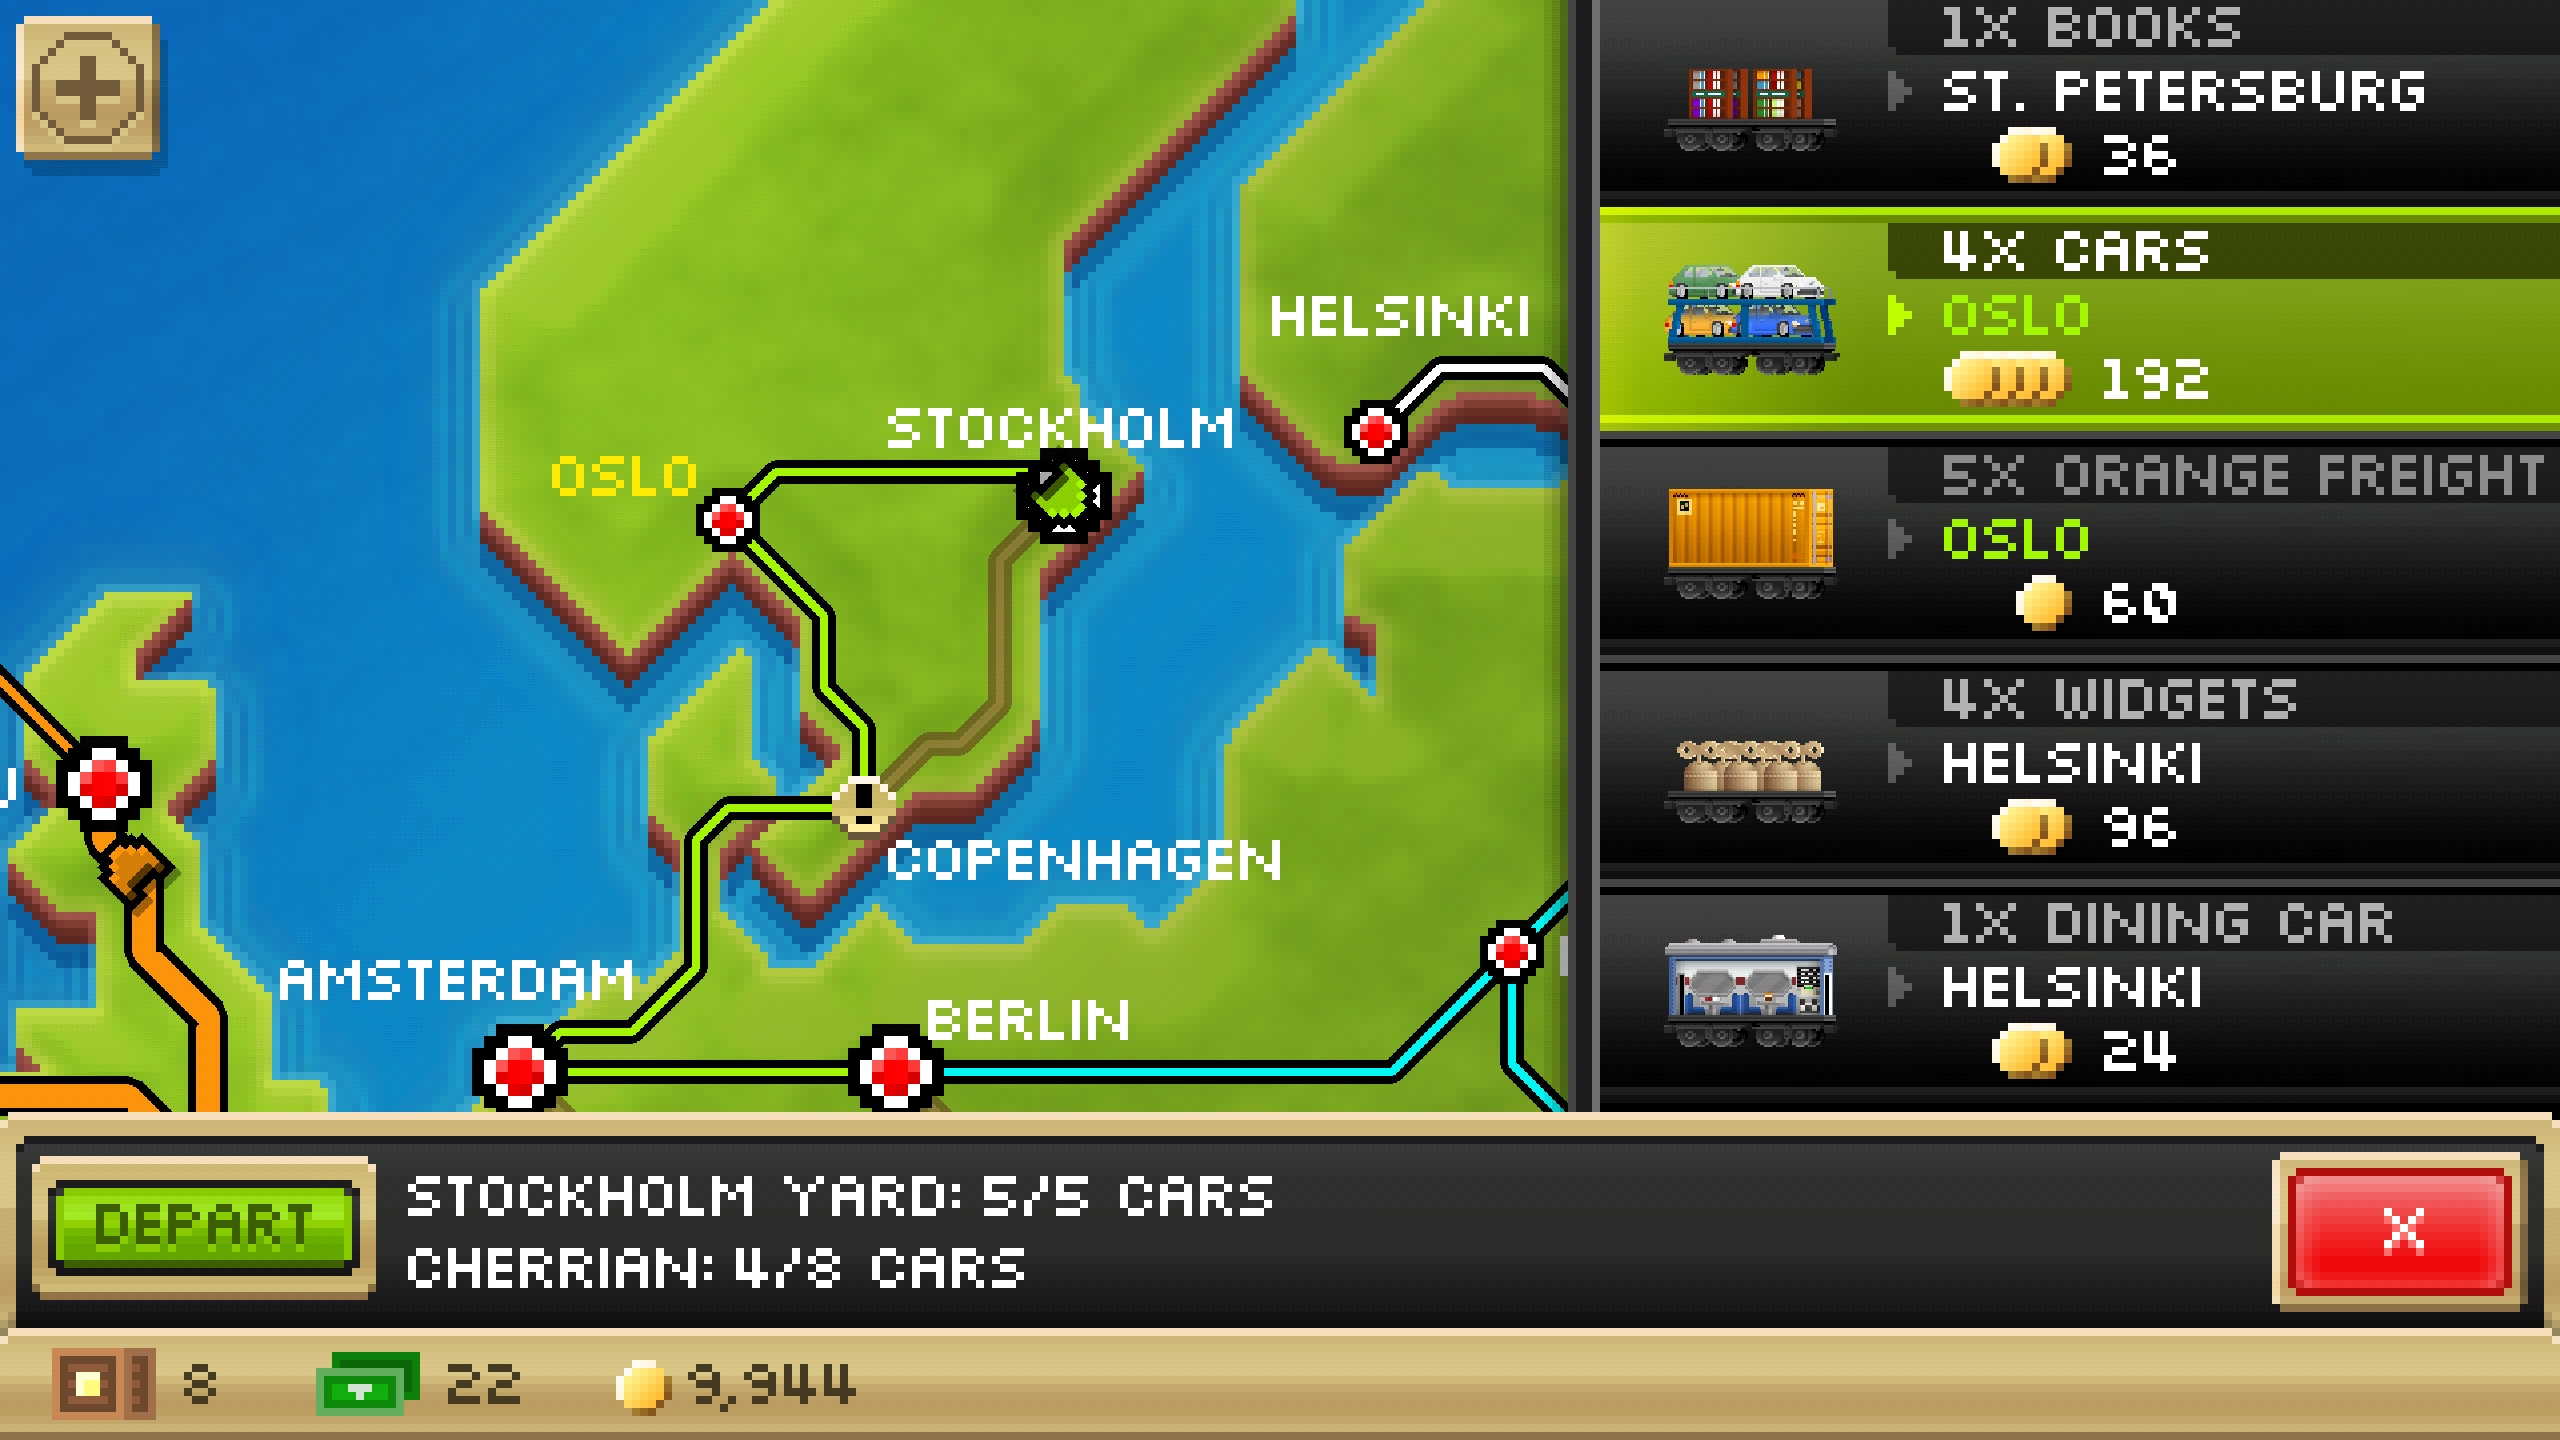 1X BOOKS
ST. PETERSBURG
36
4X CARS
OSLO
192
5X ORANGE FREIGHT
OSLO
60
4X WIDGETS
HELSINKI
96
1X DINING CAR
HELSINKI
24
HELSINKI
STOCKHOLM
OSLO
COPENHAGEN
AMSTERDAM
BERLIN
DEPART
STOCKHOLM YARD: 5/5 CARS
CHERRIAN: 4/8 CARS
X
8
22
9,944